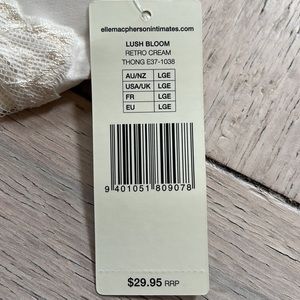 ellemacphersonintimates.com
LUSH BLOOM
RETRO CREAM
THONG E37-1038
AU/NZ LGE
USA/UK LGE
FR LGE
EU LGE
9 401051 809078
$29.95 RRP